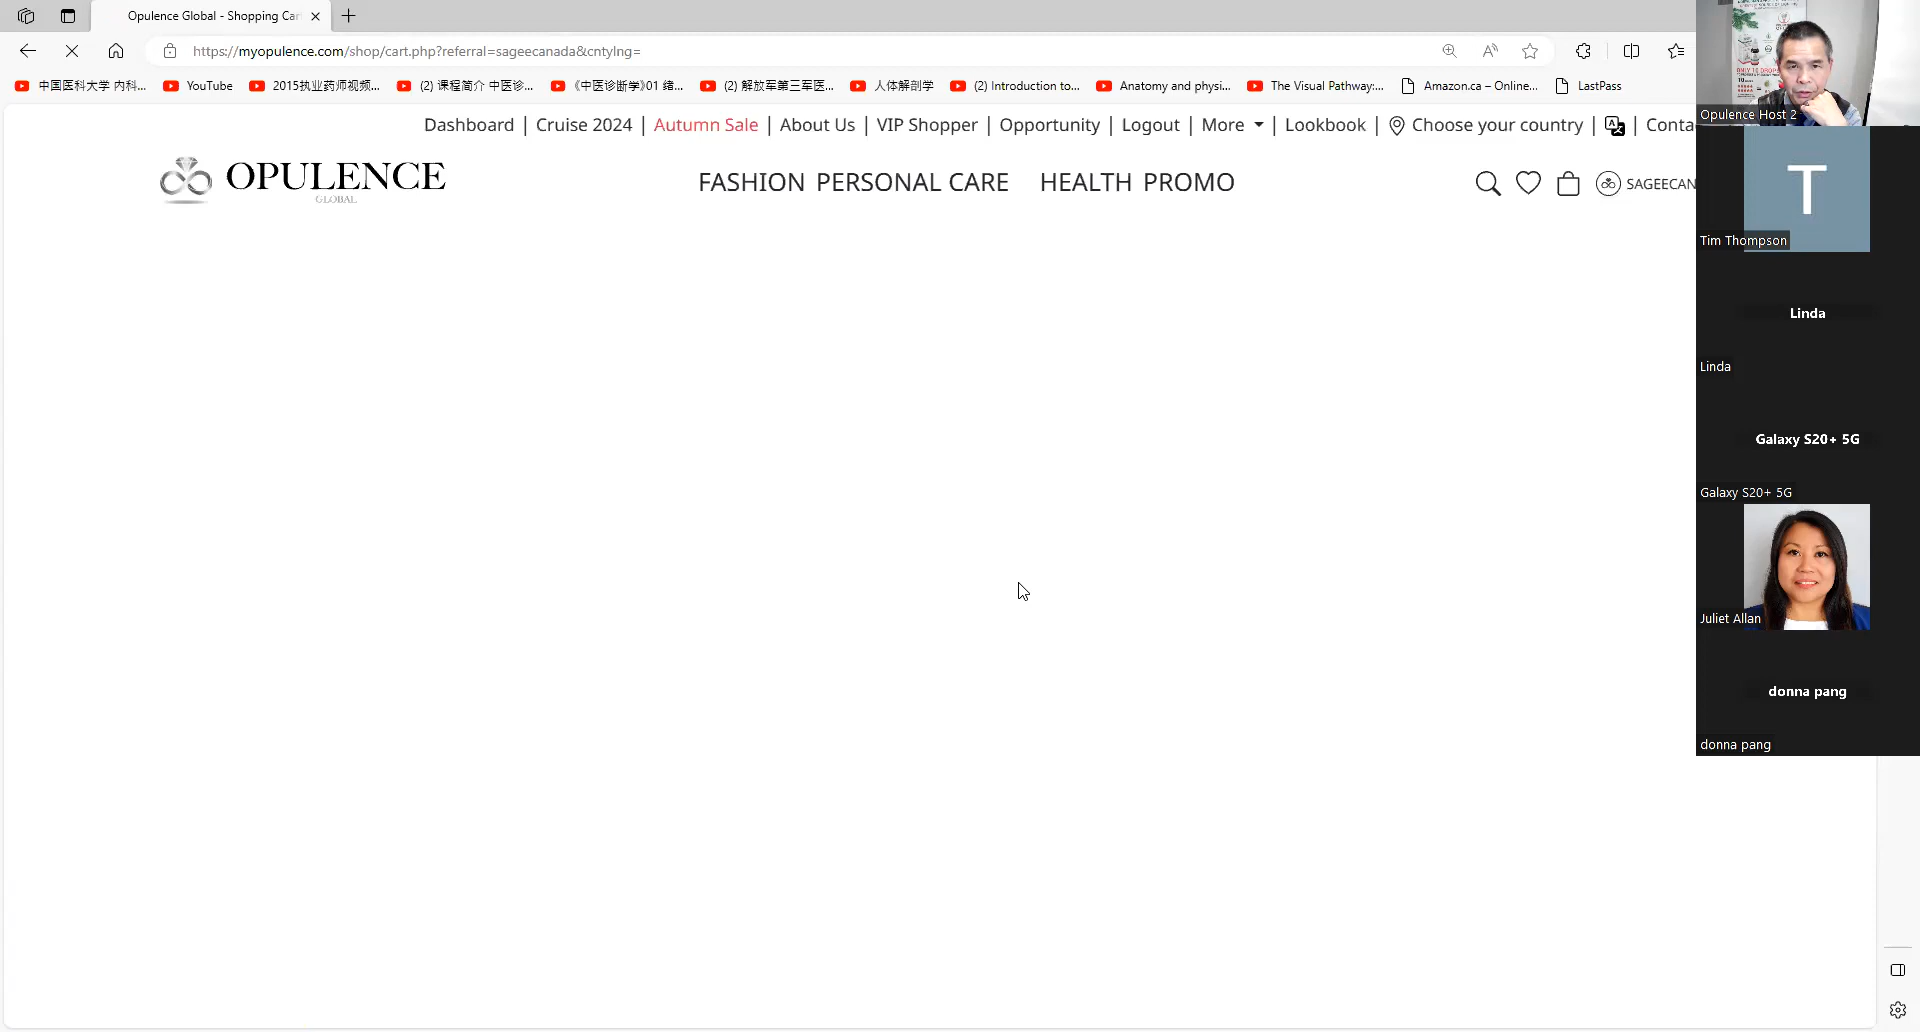 Opulence Global - Shopping Car
https://myopulence.com/shop/cart.php?referral=sageecanada&cntylng=
中国医科大学 内科...
YouTube
2015执业药师视频...
(2) 课程简介 中医诊...
《中医诊断学》01 绪...
(2) 解放军第三军医...
人体解剖学
(2) Introduction to...
Anatomy and physi...
The Visual Pathway:...
Amazon.ca – Online...
LastPass
Dashboard | Cruise 2024 | Autumn Sale | About Us | VIP Shopper | Opportunity | Logout | More | Lookbook | Choose your country | | Conta
OPULENCE
GLOBAL
FASHION PERSONAL CARE HEALTH PROMO
SAGEECAN
Opulence Host 2
T
Tim Thompson
Linda
Linda
Galaxy S20+ 5G
Galaxy S20+ 5G
Juliet Allan
donna pang
donna pang